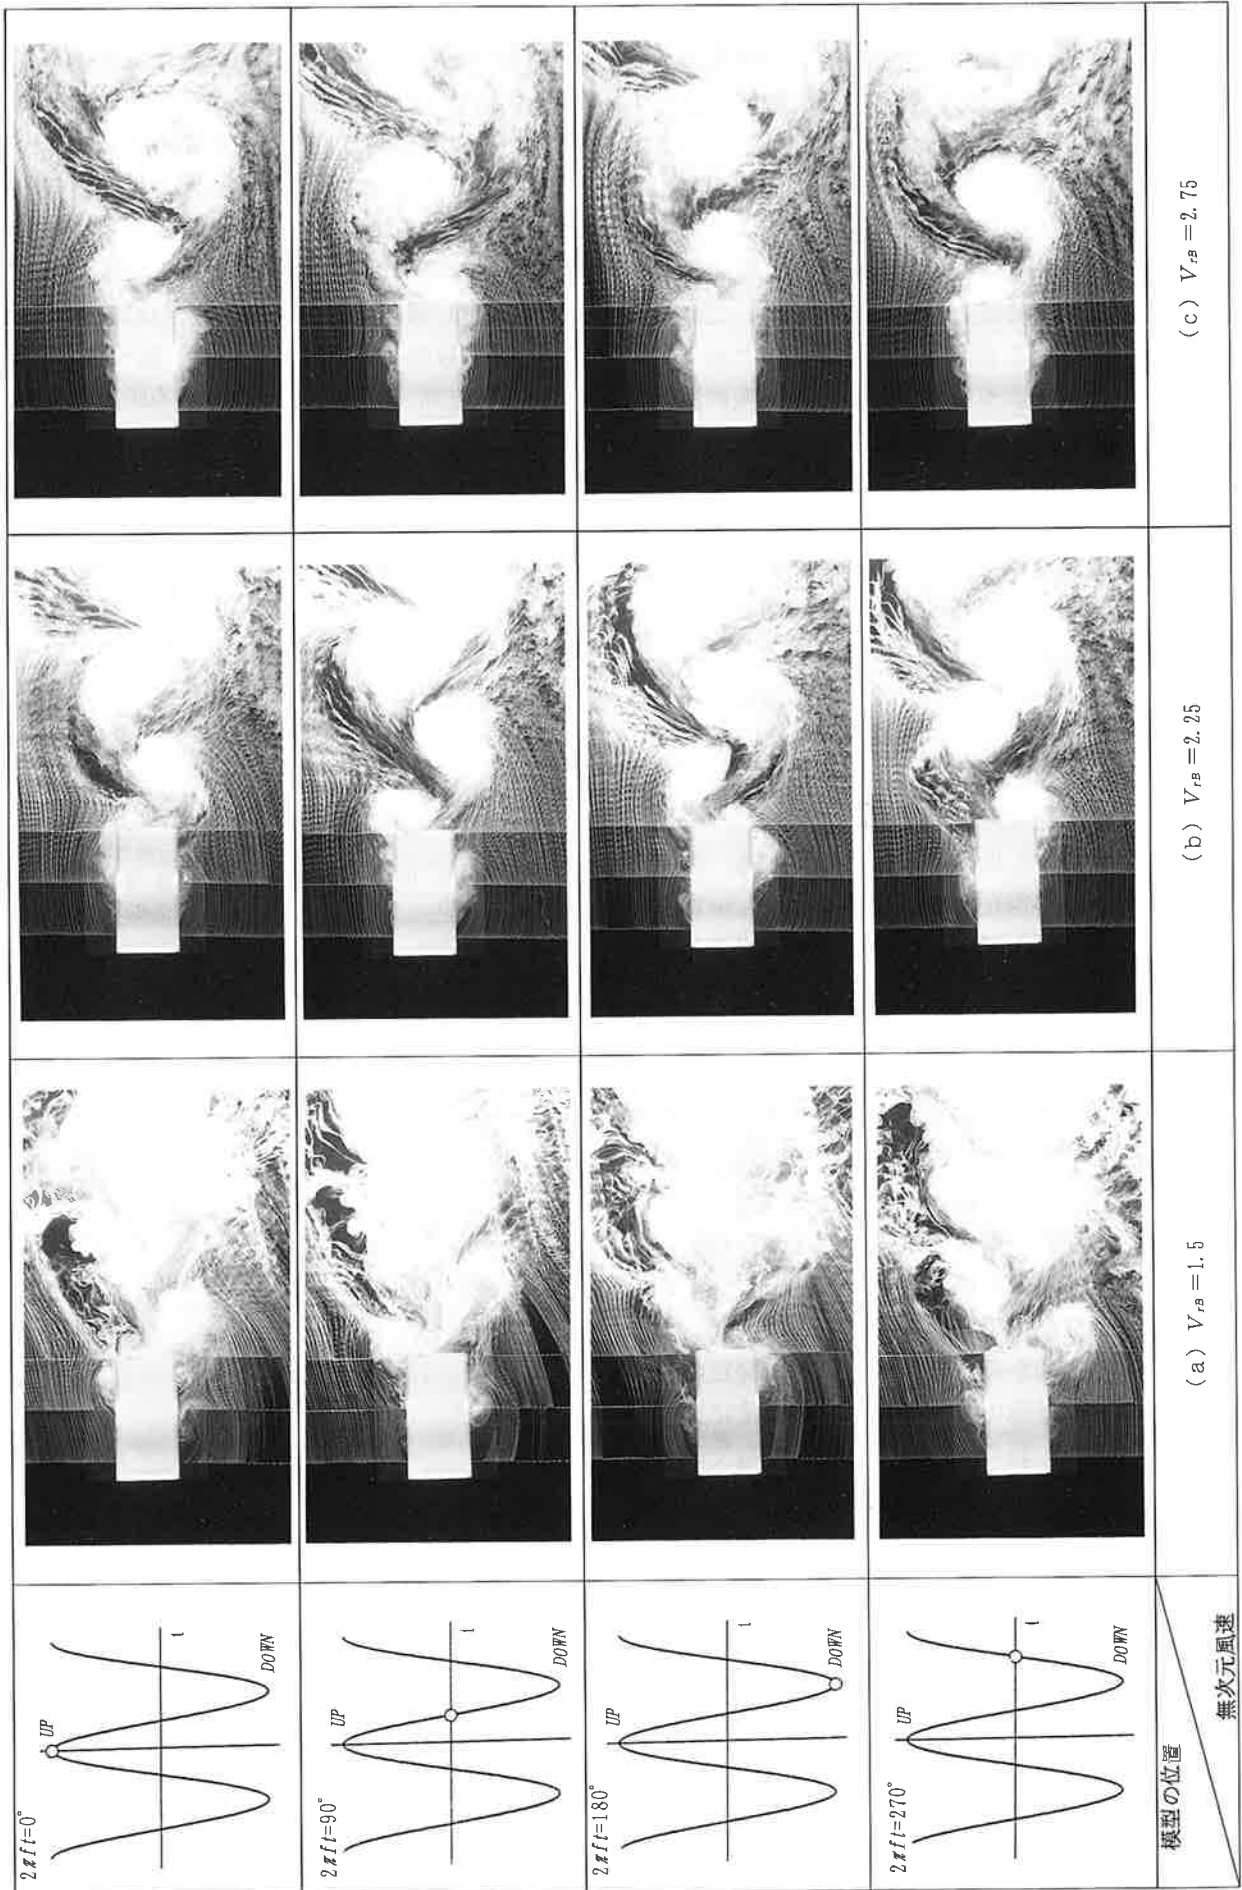 2πft=0°
UP
t
DOWN
2πft=90°
UP
t
DOWN
2πft=180°
UP
t
DOWN
2πft=270°
UP
t
DOWN
模型の位置
無次元風速
(a) V_rB=1.5
(b) V_rB=2.25
(c) V_rB=2.75